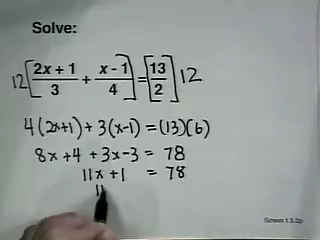 Solve:
12[(2x + 1)/3 + (x - 1)/4] = [13/2]12
4(2x+1) + 3(x-1) = (13)(6)
8x+4 + 3x-3 = 78
11x + 1 = 78
11
Screen 1.5.2p